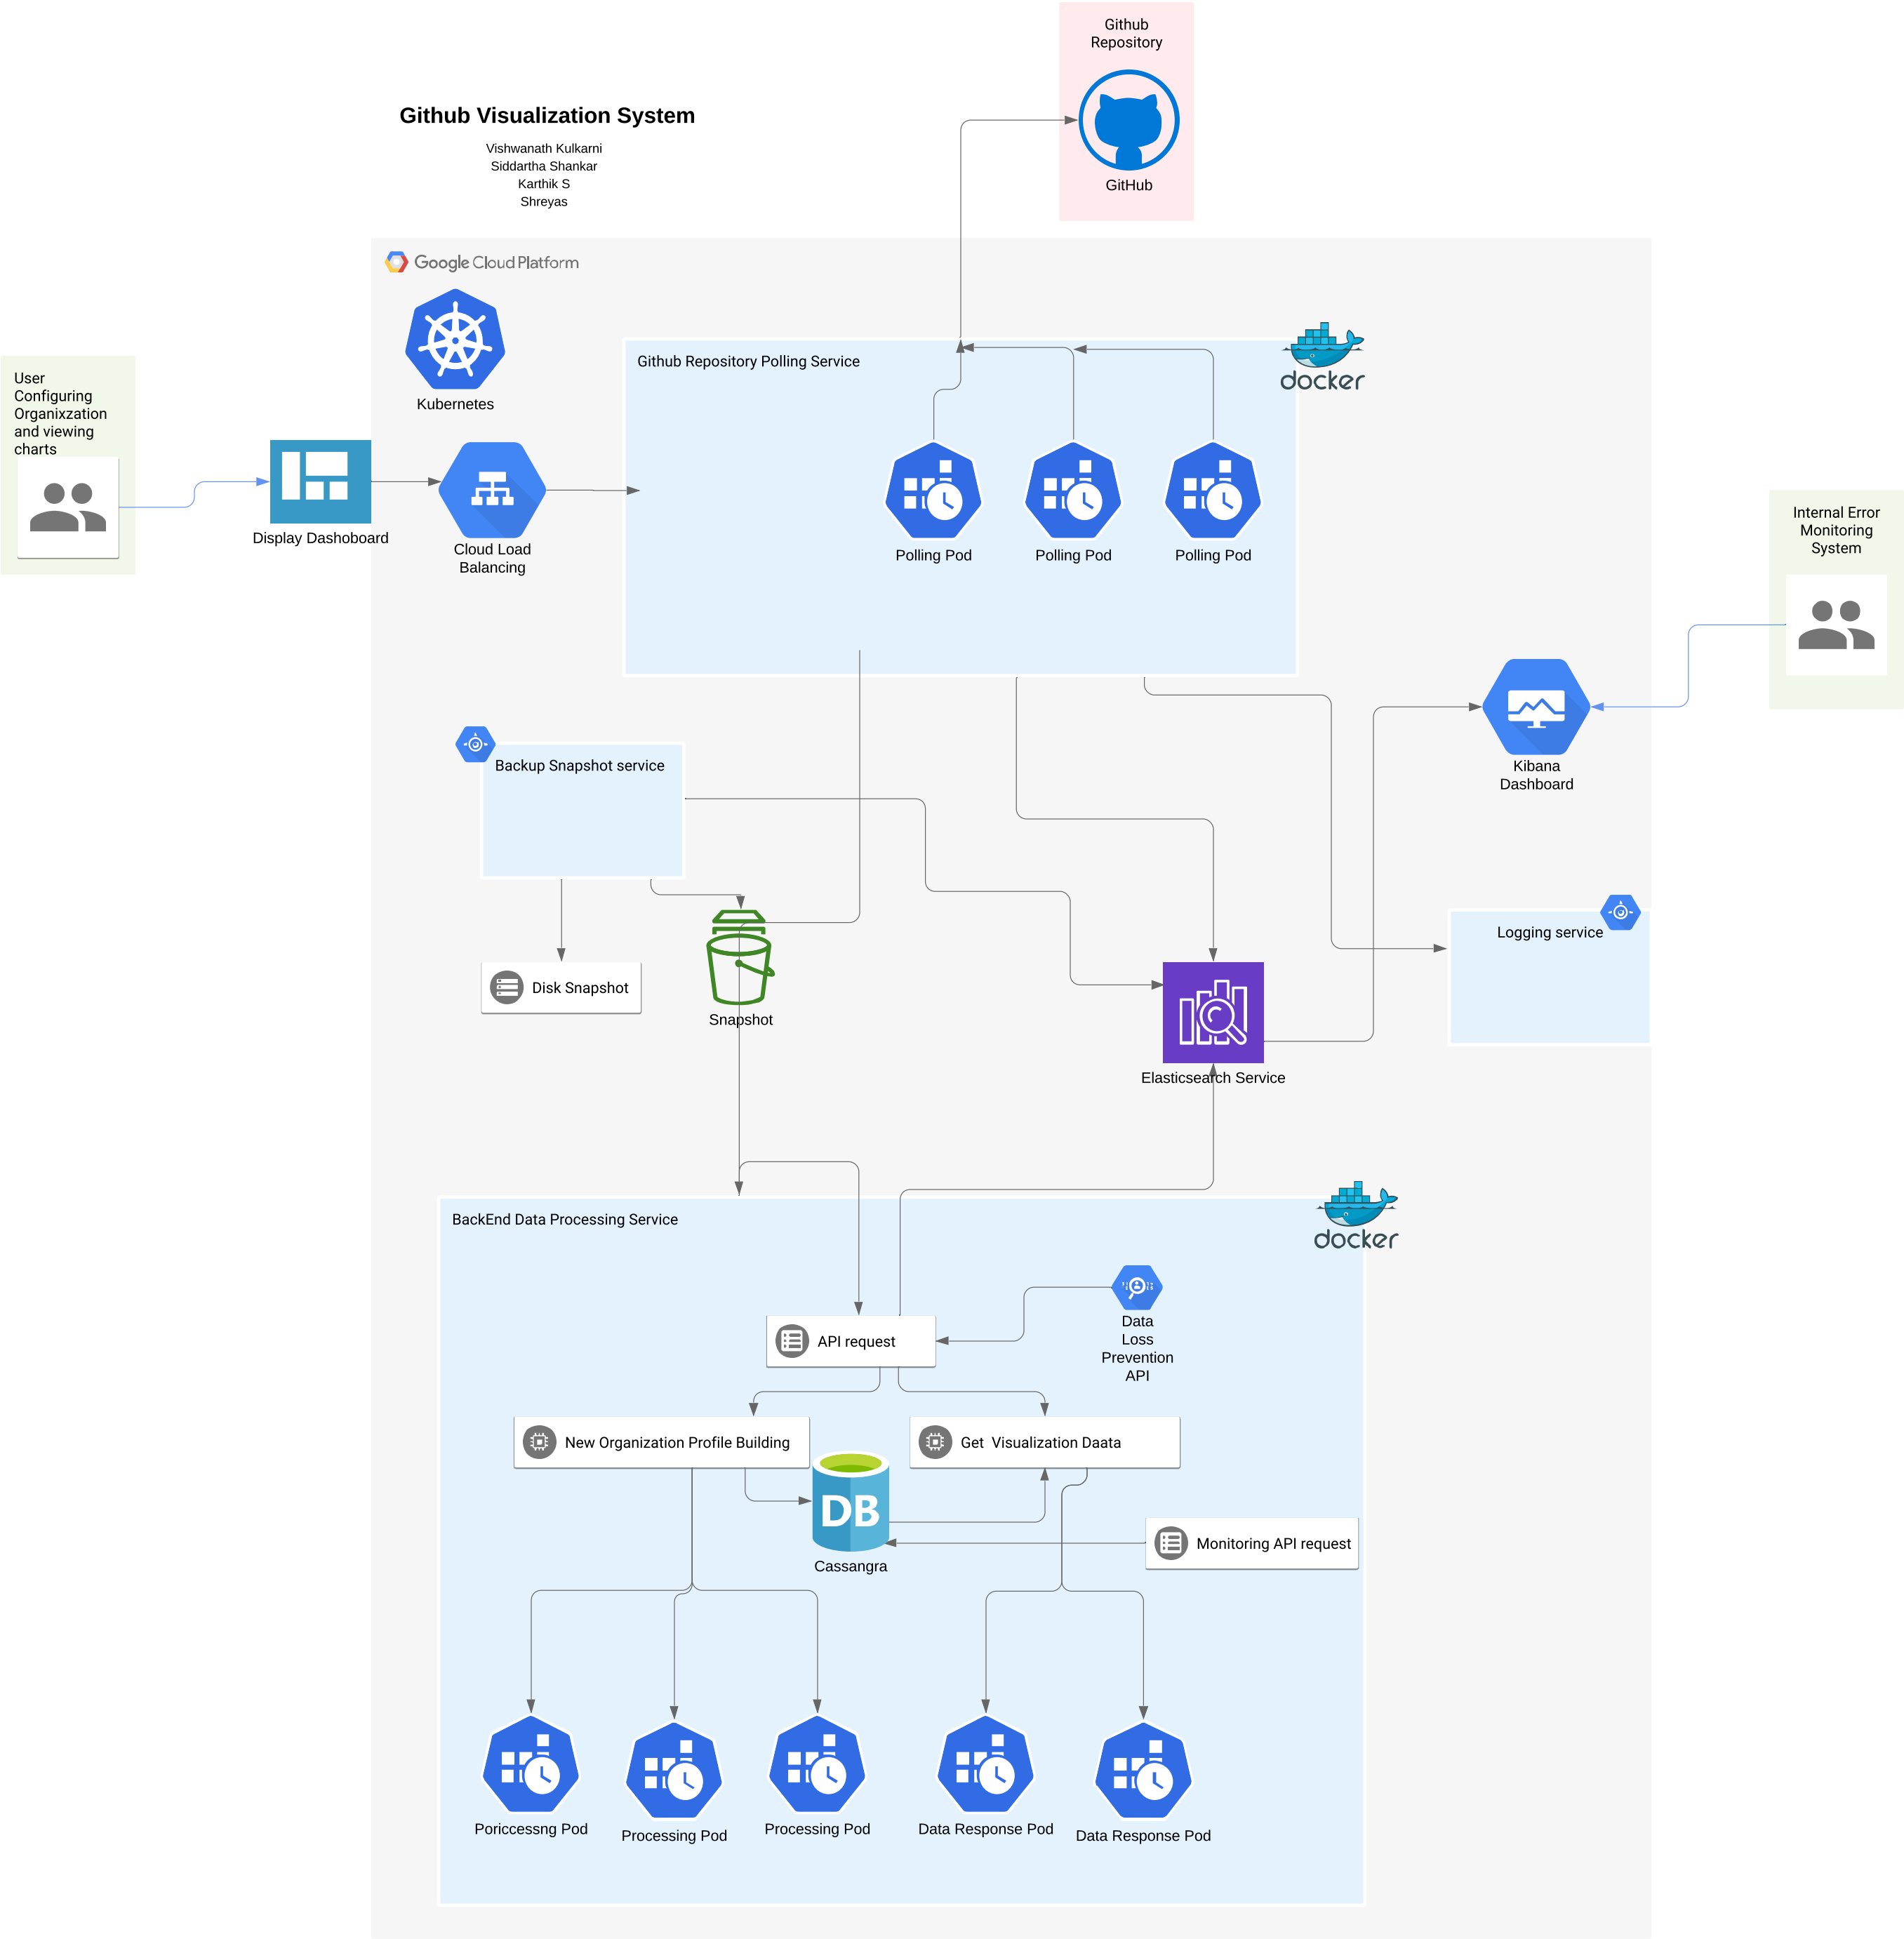 Github
Repository
GitHub
Github Visualization System
Vishwanath Kulkarni
Siddartha Shankar
Karthik S
Shreyas
Google Cloud Platform
Kubernetes
Github Repository Polling Service
docker
User
Configuring
Organixzation
and viewing
charts
Display Dashoboard
Cloud Load
Balancing
Polling Pod
Polling Pod
Polling Pod
Internal Error
Monitoring
System
Kibana
Dashboard
Backup Snapshot service
Logging service
Disk Snapshot
Snapshot
Elasticsearch Service
BackEnd Data Processing Service
docker
API request
Data
Loss
Prevention
API
New Organization Profile Building
Get  Visualization Daata
DB
Cassangra
Monitoring API request
Poriccessng Pod
Processing Pod
Processing Pod
Data Response Pod
Data Response Pod